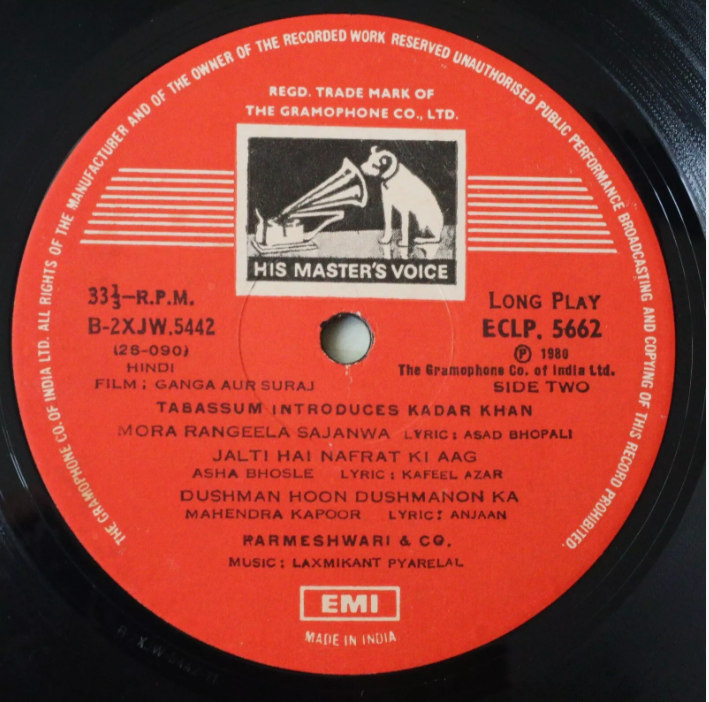 THE GRAMOPHONE CO. OF INDIA LTD. ALL RIGHTS OF THE MANUFACTURER AND OF THE OWNER OF THE RECORDED WORK RESERVED UNAUTHORISED PUBLIC PERFORMANCE BROADCASTING AND COPYING OF THIS RECORD PROHIBITED.
REGD. TRADE MARK OF
THE GRAMOPHONE CO., LTD.
HIS MASTER'S VOICE
33⅓—R.P.M.
B-2XJW.5442
(2S-090)
HINDI
LONG PLAY
ECLP. 5662
℗ 1980
The Gramophone Co. of India Ltd.
FILM ; GANGA AUR SURAJ SIDE TWO
TABASSUM INTRODUCES KADAR KHAN
MORA RANGEELA SAJANWA LYRIC : ASAD BHOPALI
JALTI HAI NAFRAT KI AAG
ASHA BHOSLE LYRIC : KAFEEL AZAR
DUSHMAN HOON DUSHMANON KA
MAHENDRA KAPOOR LYRIC : ANJAAN
PARMESHWARI & CO.
MUSIC : LAXMIKANT PYARELAL
EMI
MADE IN INDIA